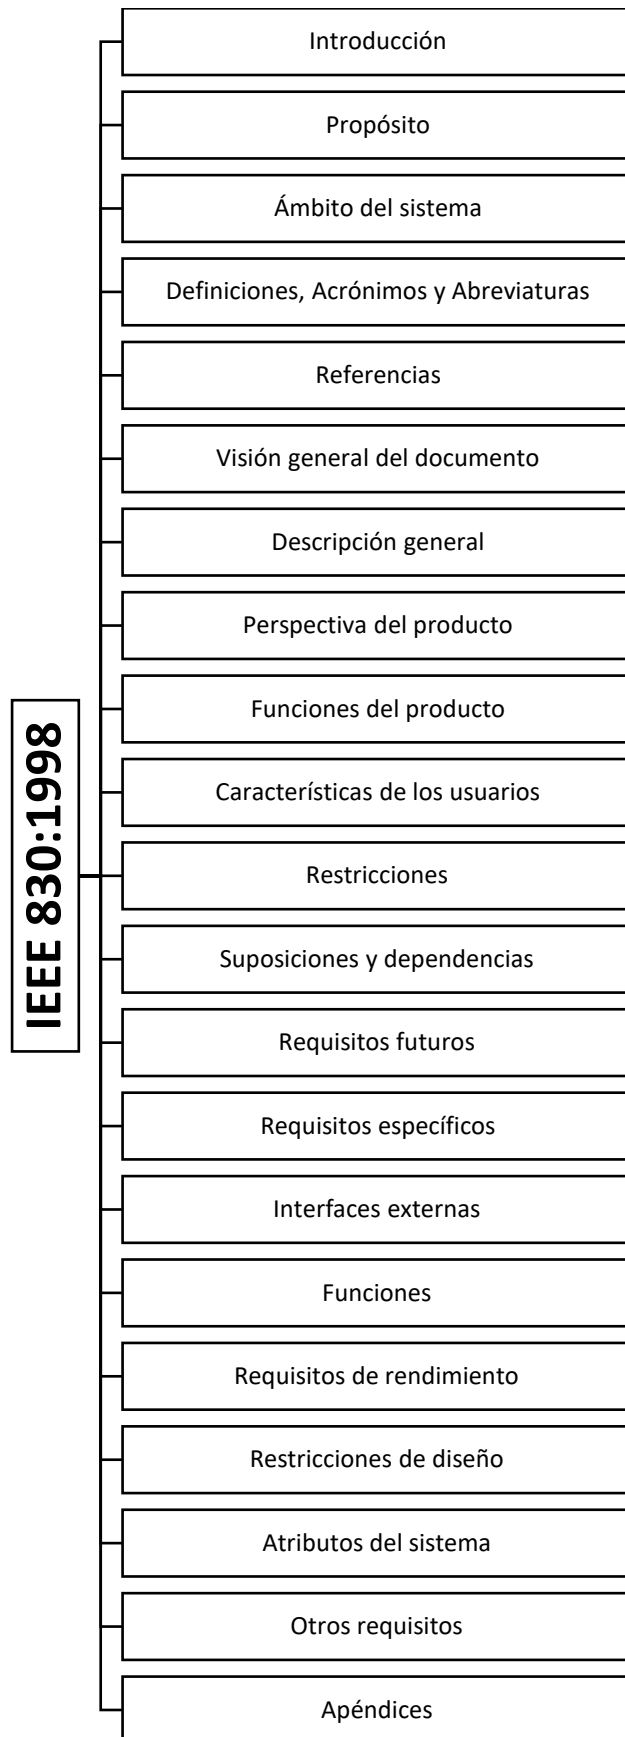 IEEE 830:1998
Introducción
Propósito
Ámbito del sistema
Definiciones, Acrónimos y Abreviaturas
Referencias
Visión general del documento
Descripción general
Perspectiva del producto
Funciones del producto
Características de los usuarios
Restricciones
Suposiciones y dependencias
Requisitos futuros
Requisitos específicos
Interfaces externas
Funciones
Requisitos de rendimiento
Restricciones de diseño
Atributos del sistema
Otros requisitos
Apéndices